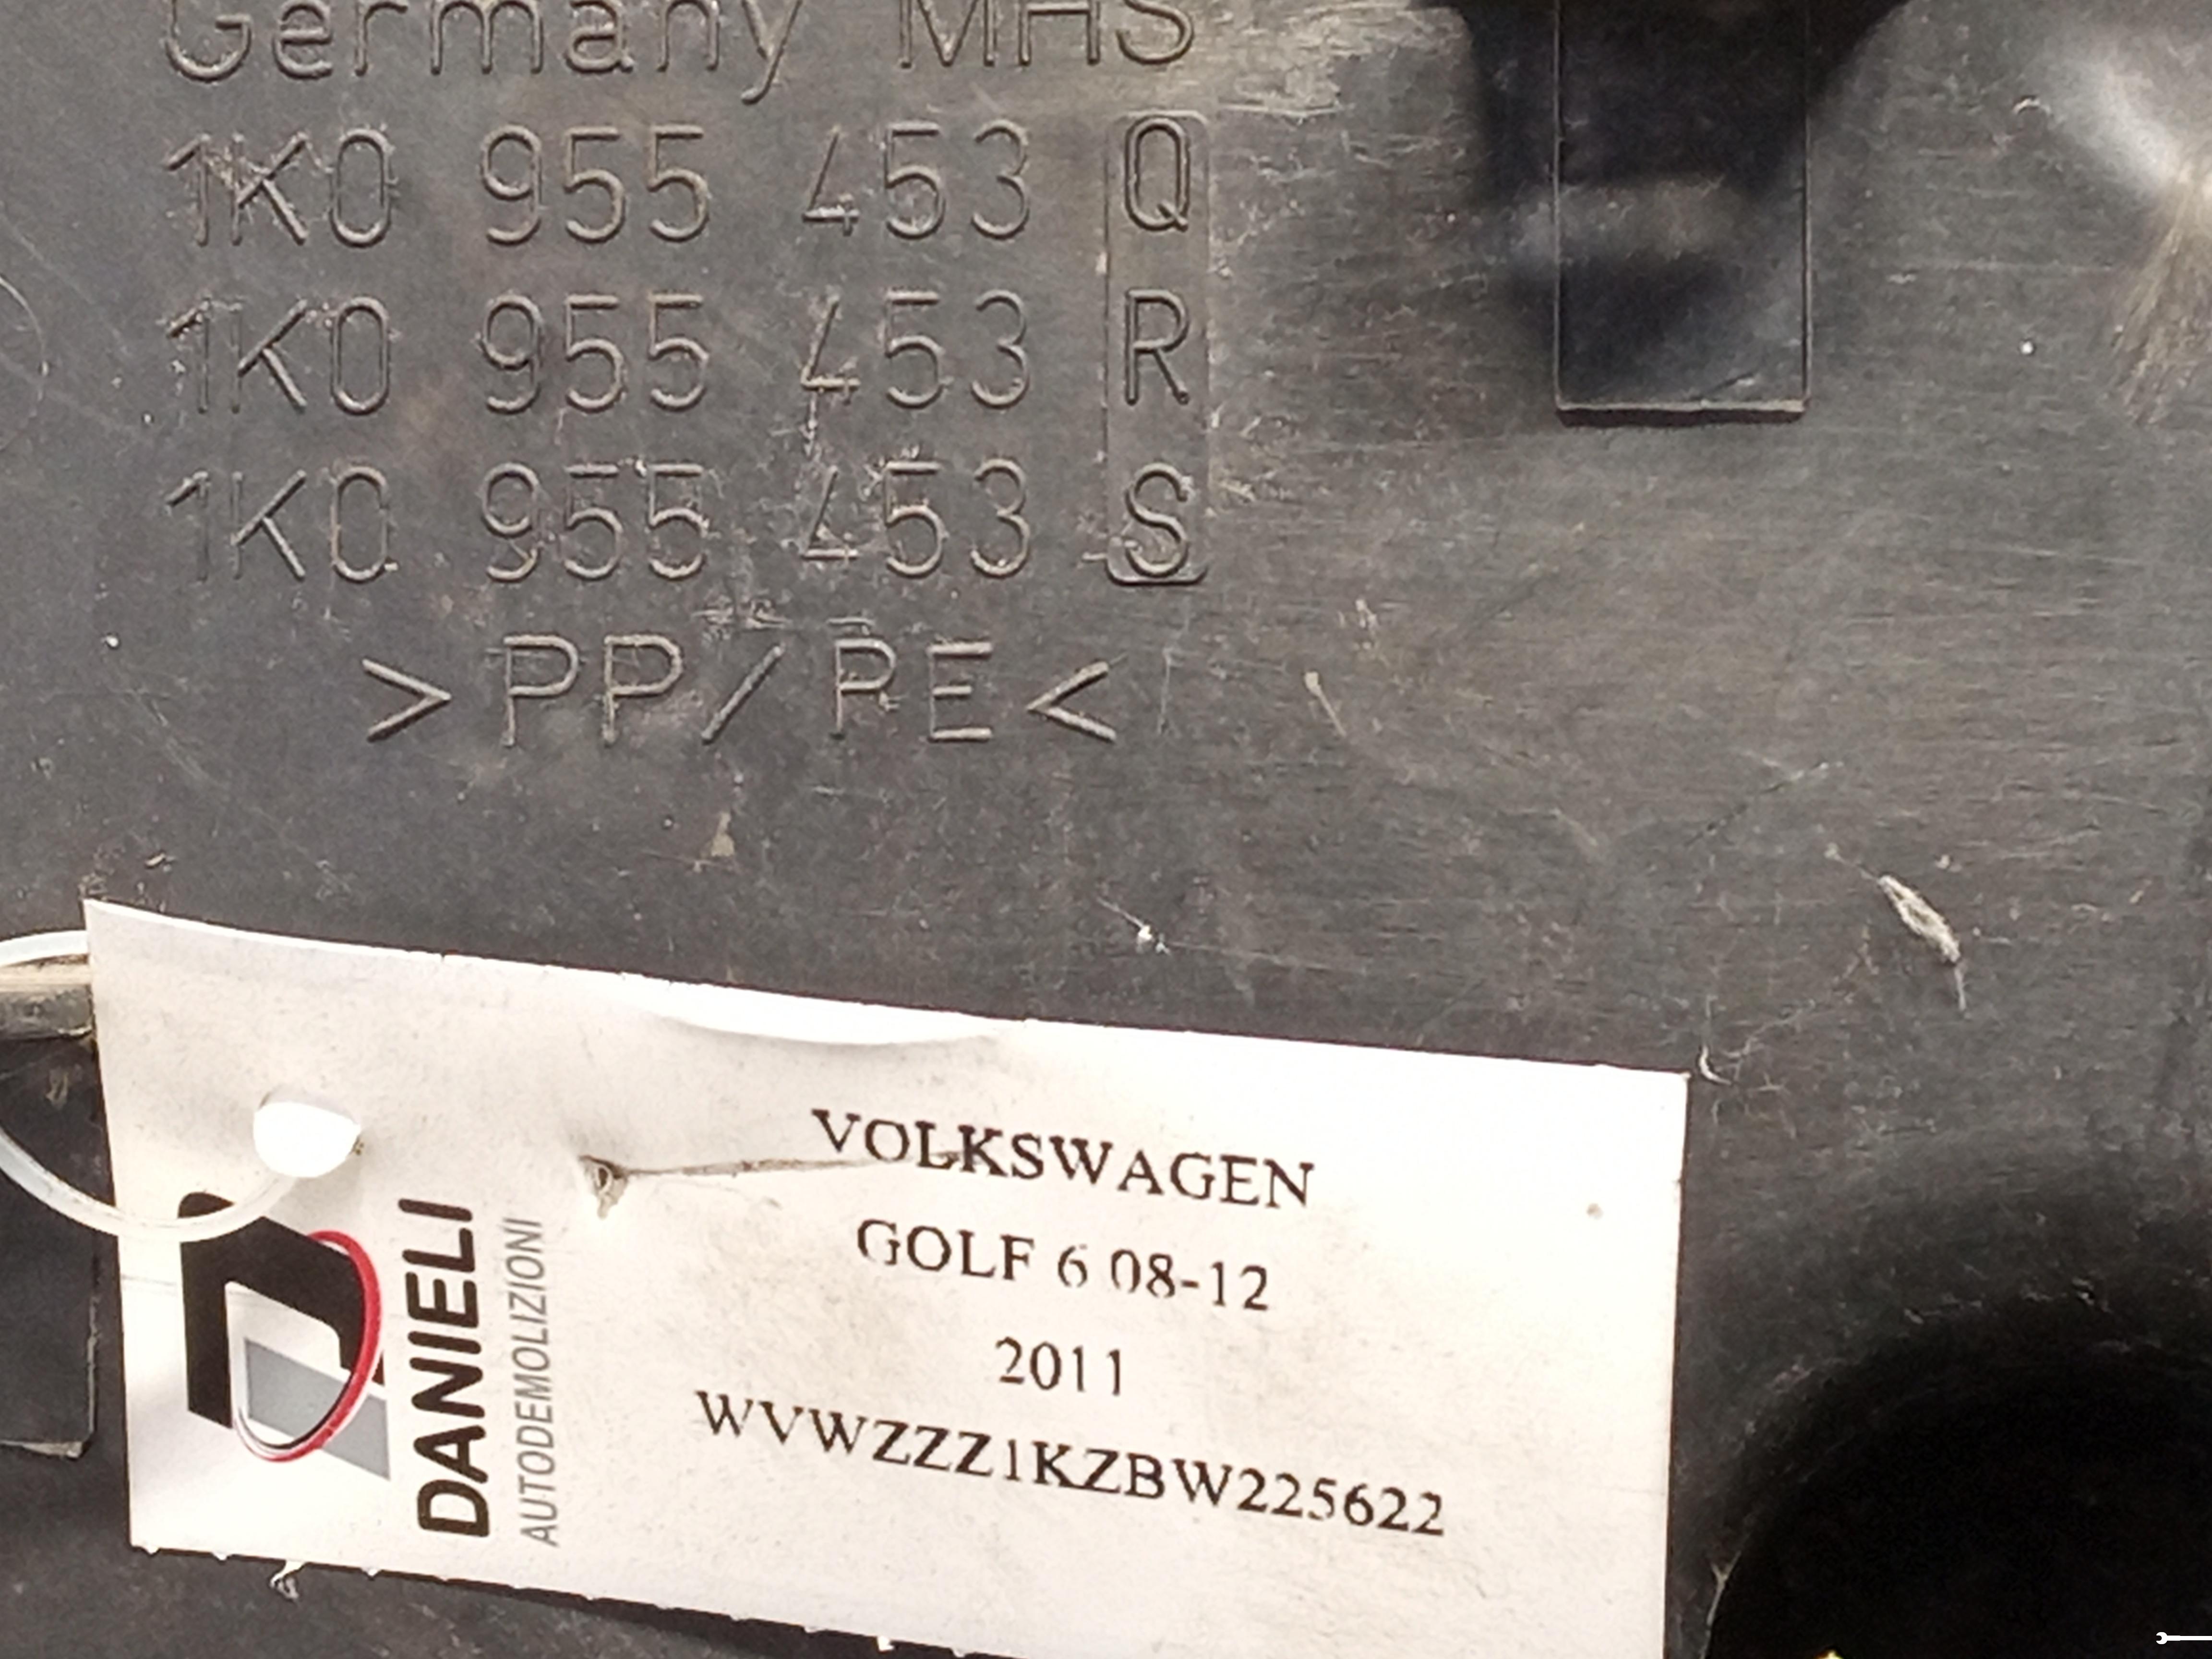 Germany MHS
1K0 955 453 Q
1K0 955 453 R
1K0 955 453 S
>PP/PE<
DANIELI
AUTODEMOLIZIONI
VOLKSWAGEN
GOLF 6 08-12
2011
WVWZZZ1KZBW225622